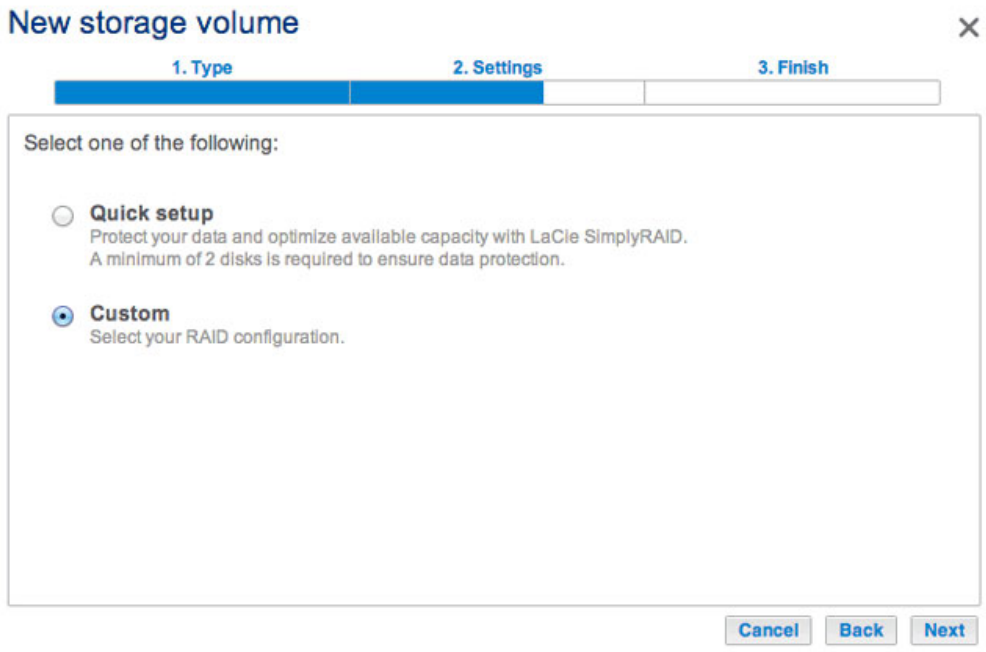 New storage volume
1. Type
2. Settings
3. Finish
Select one of the following:
Quick setup
Protect your data and optimize available capacity with LaCie SimplyRAID.
A minimum of 2 disks is required to ensure data protection.
Custom
Select your RAID configuration.
Cancel
Back
Next